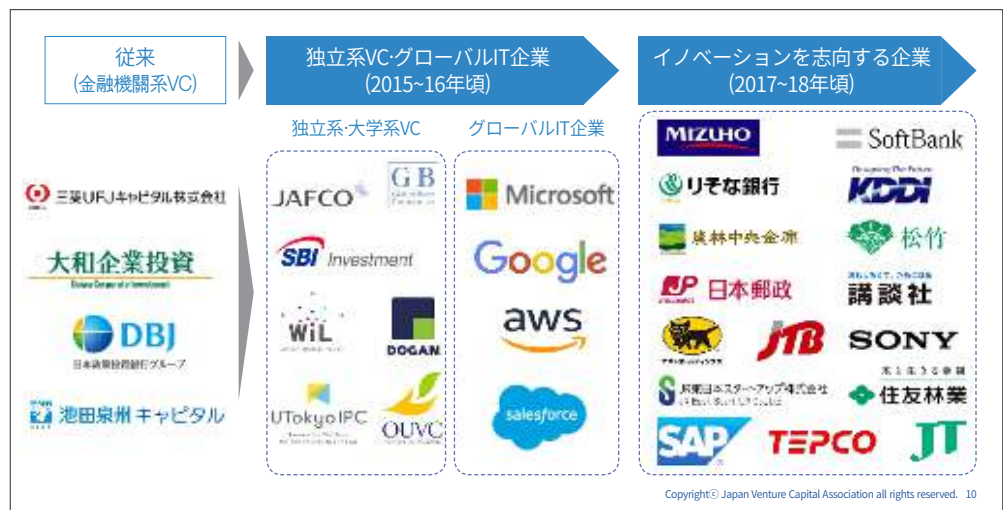 従来
(金融機關系VC)
独立系VC·グローバルIT企業
(2015~16年頃)
イノベーションを志向する企業
(2017~18年頃)
独立系·大学系VC
グローバルIT企業
三菱UFJキャピタル株式会社
大和企業投資
DBJ
日本政策投資銀行グループ
池田泉州キャピタル
JAFCO
GB
SBI Investment
WiL
DOGAN
UTokyo IPC
OUVC
Microsoft
Google
aws
salesforce
MIZUHO
SoftBank
りそな銀行
KDDI
農林中央金庫
松竹
JP 日本郵政
講談社
JTB
SONY
JR東日本スタートアップ株式会社
住友林業
SAP
TEPCO
JT
Copyrightⓒ Japan Venture Capital Association all rights reserved. 10